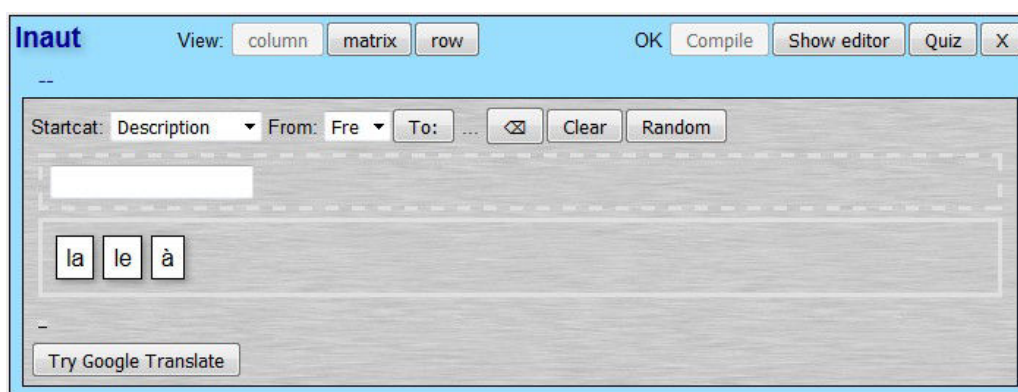 Inaut View: column matrix row OK Compile Show editor Quiz X
--
Startcat: Description From: Fre To: ... ⌫ Clear Random
la le à
–
Try Google Translate